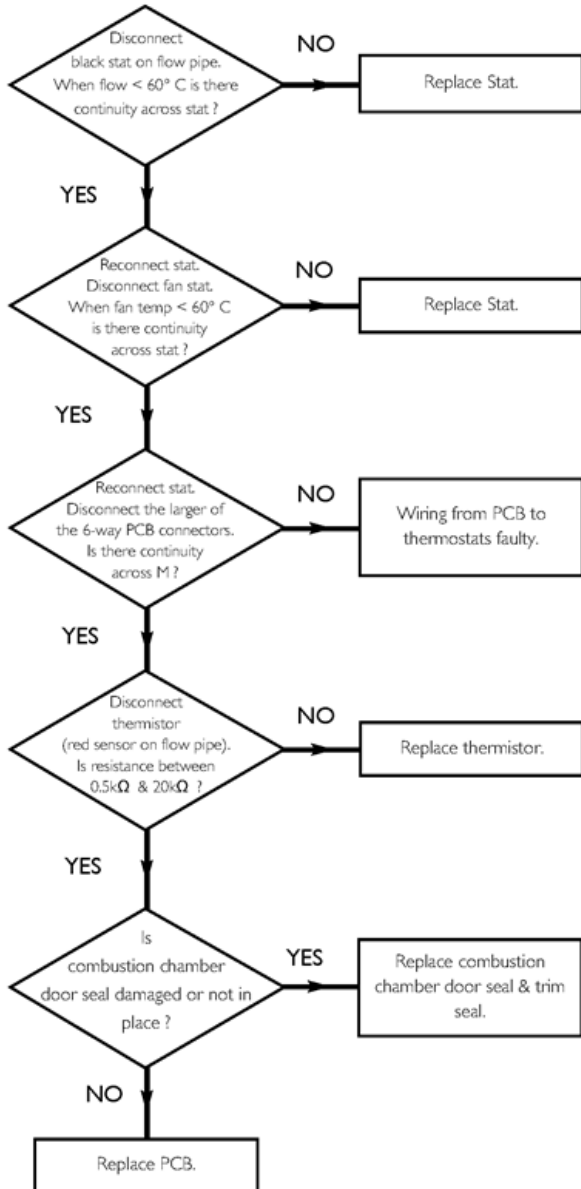 Disconnect
black stat on flow pipe.
When flow < 60° C is there
continuity across stat ?
NO
Replace Stat.
YES
Reconnect stat.
Disconnect fan stat.
When fan temp < 60° C
is there continuity
across stat ?
NO
Replace Stat.
YES
Reconnect stat.
Disconnect the larger of
the 6-way PCB connectors.
Is there continuity
across M ?
NO
Wiring from PCB to
thermostats faulty.
YES
Disconnect
thermistor
(red sensor on flow pipe).
Is resistance between
0.5kΩ & 20kΩ ?
NO
Replace thermistor.
YES
Is
combustion chamber
door seal damaged or not in
place ?
YES
Replace combustion
chamber door seal & trim
seal.
NO
Replace PCB.